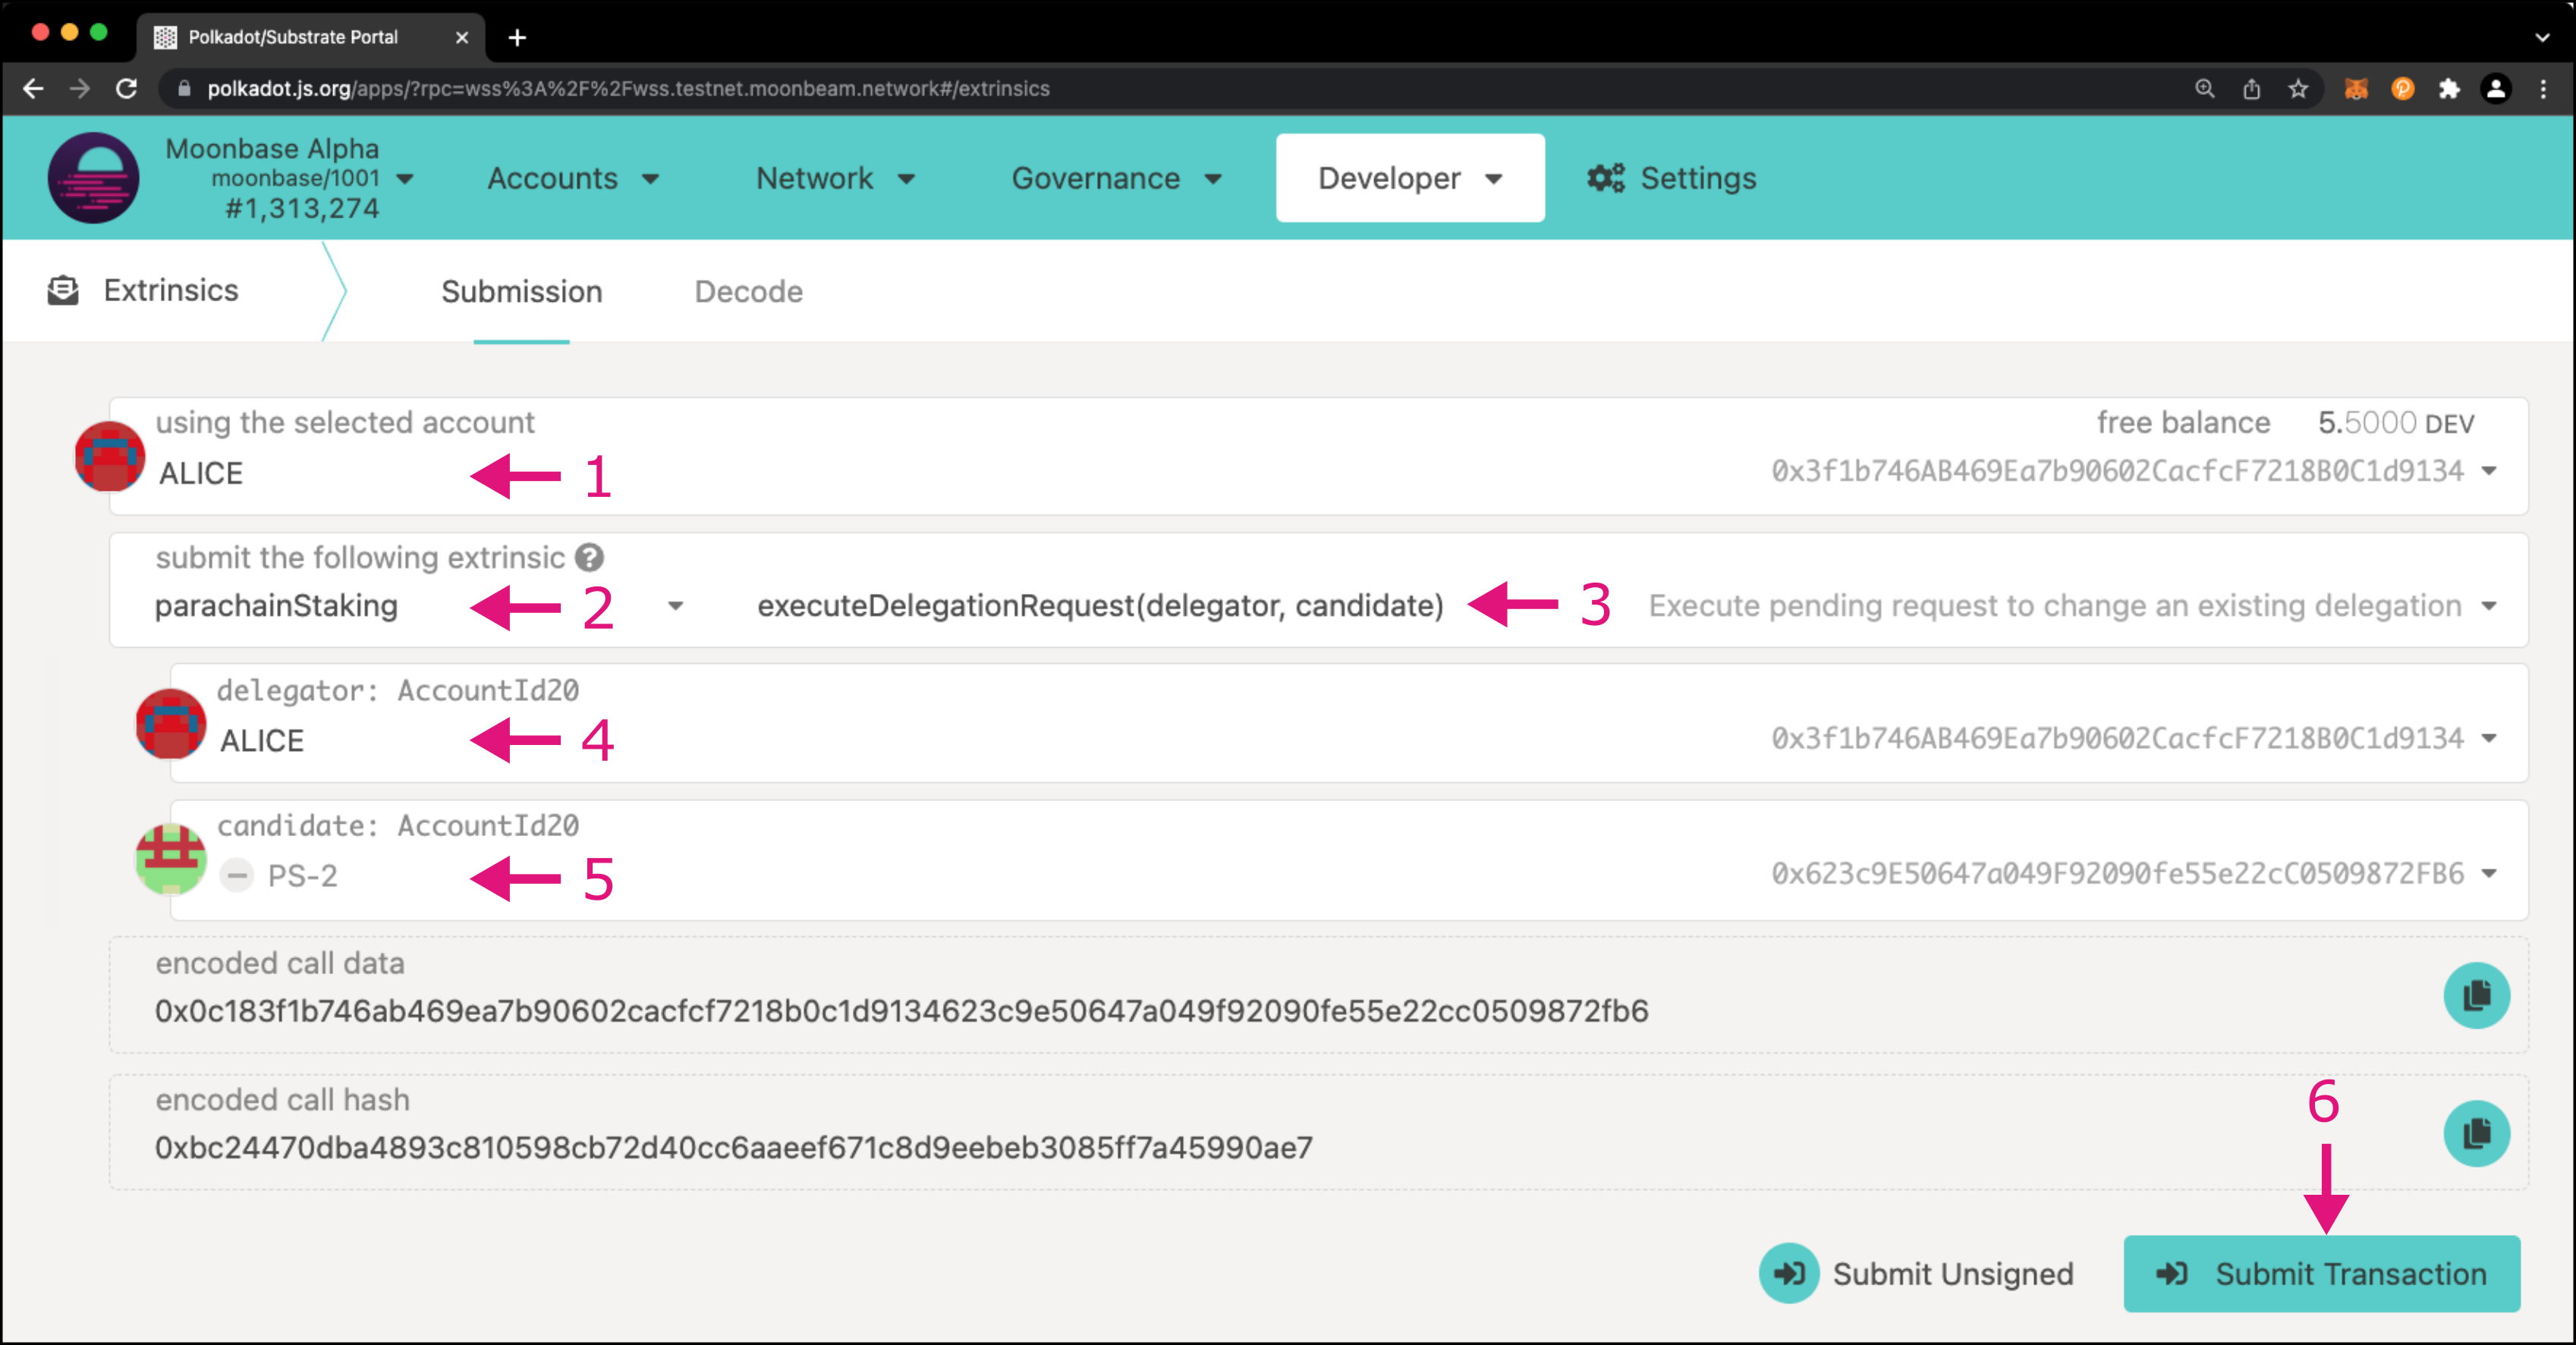 Polkadot/Substrate Portal
polkadot.js.org/apps/?rpc=wss%3A%2F%2Fwss.testnet.moonbeam.network#/extrinsics
Moonbase Alpha
moonbase/1001
#1,313,274
Accounts
Network
Governance
Developer
Settings
Extrinsics
Submission
Decode
using the selected account
free balance 5.5000 DEV
ALICE
1
0x3f1b746AB469Ea7b90602CacfcF7218B0C1d9134
submit the following extrinsic ?
parachainStaking
2
executeDelegationRequest(delegator, candidate)
3
Execute pending request to change an existing delegation
delegator: AccountId20
ALICE
4
0x3f1b746AB469Ea7b90602CacfcF7218B0C1d9134
candidate: AccountId20
PS-2
5
0x623c9E50647a049F92090fe55e22cC0509872FB6
encoded call data
0x0c183f1b746ab469ea7b90602cacfcf7218b0c1d9134623c9e50647a049f92090fe55e22cc0509872fb6
encoded call hash
0xbc24470dba4893c810598cb72d40cc6aaeef671c8d9eebeb3085ff7a45990ae7
6
Submit Unsigned
Submit Transaction